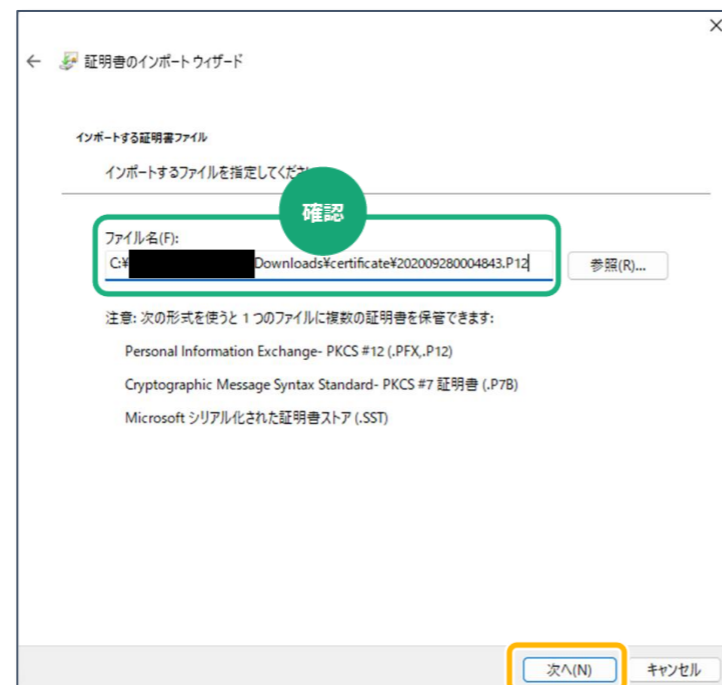 証明書のインポート ウィザード
インポートする証明書ファイル
インポートするファイルを指定してくださ
確認
ファイル名(F):
C:¥ Downloads¥certificate¥202009280004843.P12
参照(R)...
注意: 次の形式を使うと 1 つのファイルに複数の証明書を保管できます:
Personal Information Exchange- PKCS #12 (.PFX,.P12)
Cryptographic Message Syntax Standard- PKCS #7 証明書 (.P7B)
Microsoft シリアル化された証明書ストア (.SST)
次へ(N)
キャンセル